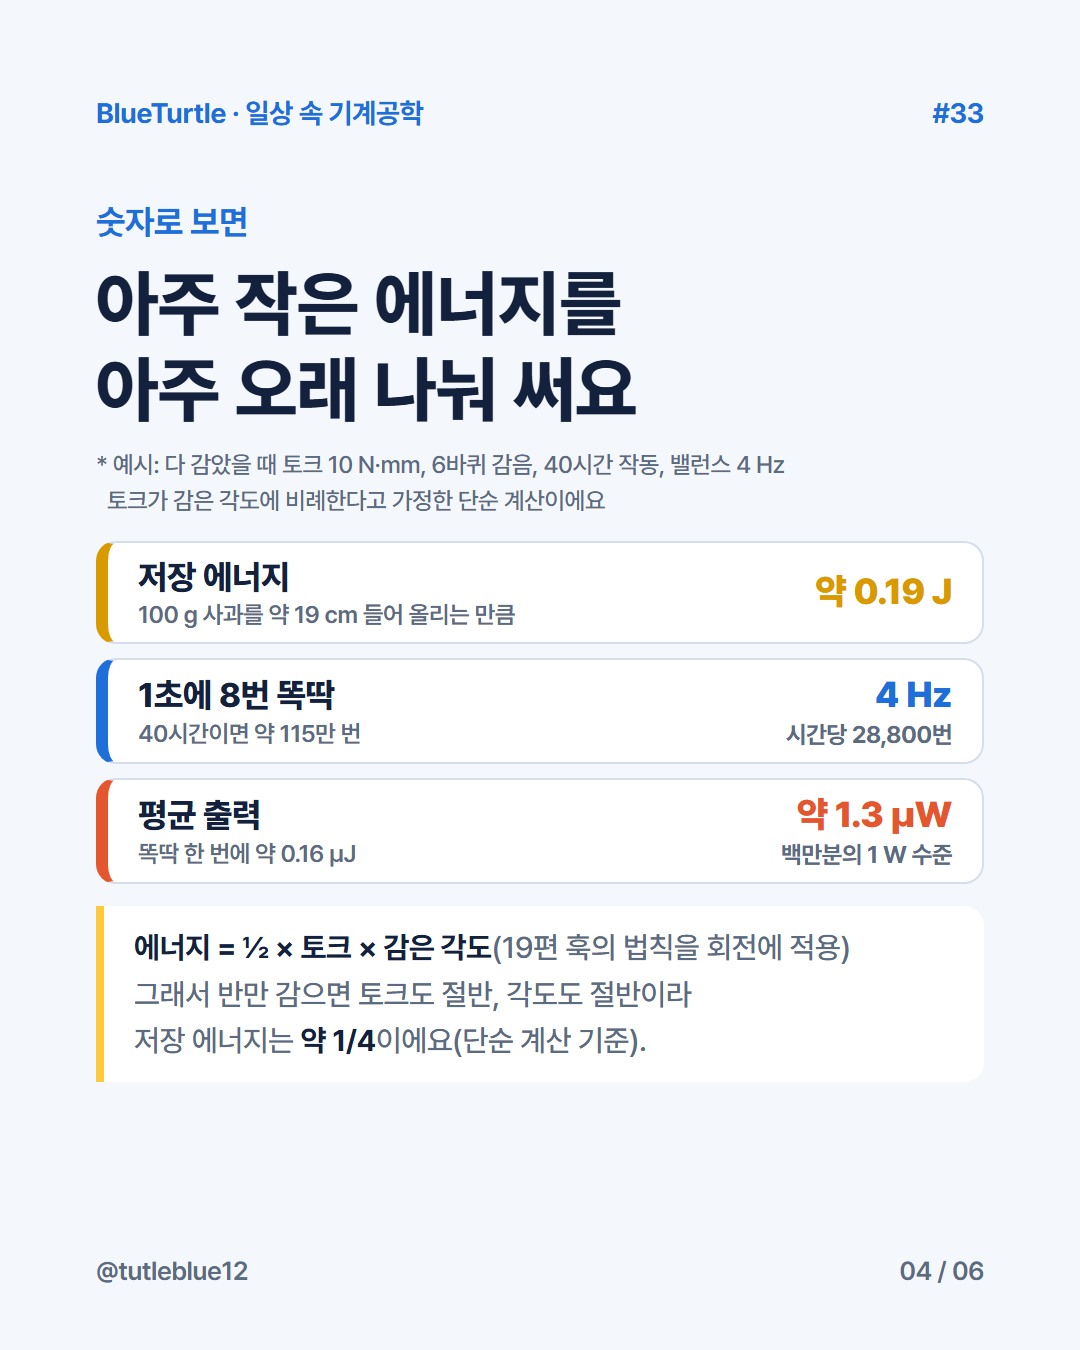 BlueTurtle · 일상 속 기계공학
#33
숫자로 보면
아주 작은 에너지를
아주 오래 나눠 써요
* 예시: 다 감았을 때 토크 10 N·mm, 6바퀴 감음, 40시간 작동, 밸런스 4 Hz
토크가 감은 각도에 비례한다고 가정한 단순 계산이에요
저장 에너지
100 g 사과를 약 19 cm 들어 올리는 만큼
약 0.19 J
1초에 8번 똑딱
40시간이면 약 115만 번
4 Hz
시간당 28,800번
평균 출력
똑딱 한 번에 약 0.16 µJ
약 1.3 µW
백만분의 1 W 수준
에너지 = ½ × 토크 × 감은 각도(19편 훅의 법칙을 회전에 적용)
그래서 반만 감으면 토크도 절반, 각도도 절반이라
저장 에너지는 약 1/4이에요(단순 계산 기준).
@tutleblue12
04 / 06